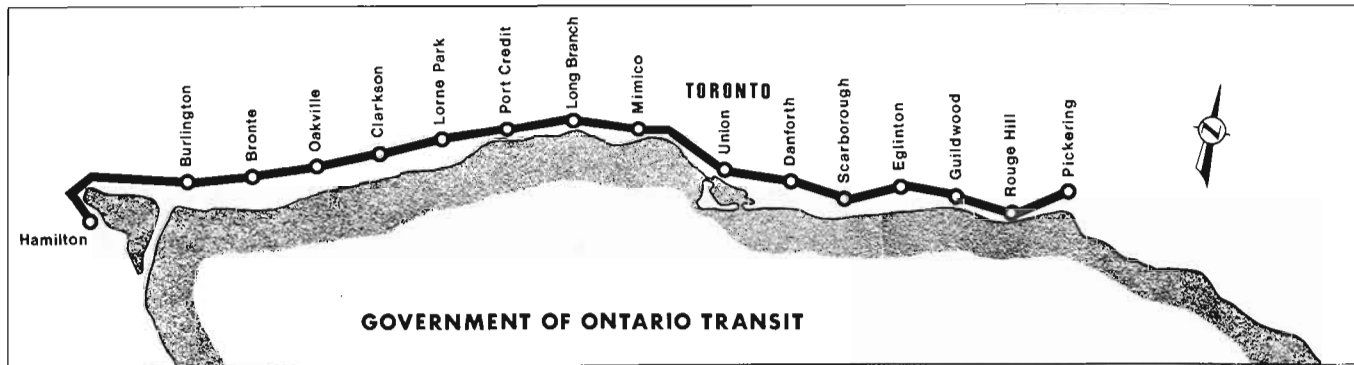 Hamilton
Burlington
Bronte
Oakville
Clarkson
Lorne Park
Port Credit
Long Branch
Mimico
TORONTO
Union
Danforth
Scarborough
Eglinton
Guildwood
Rouge Hill
Pickering
GOVERNMENT OF ONTARIO TRANSIT